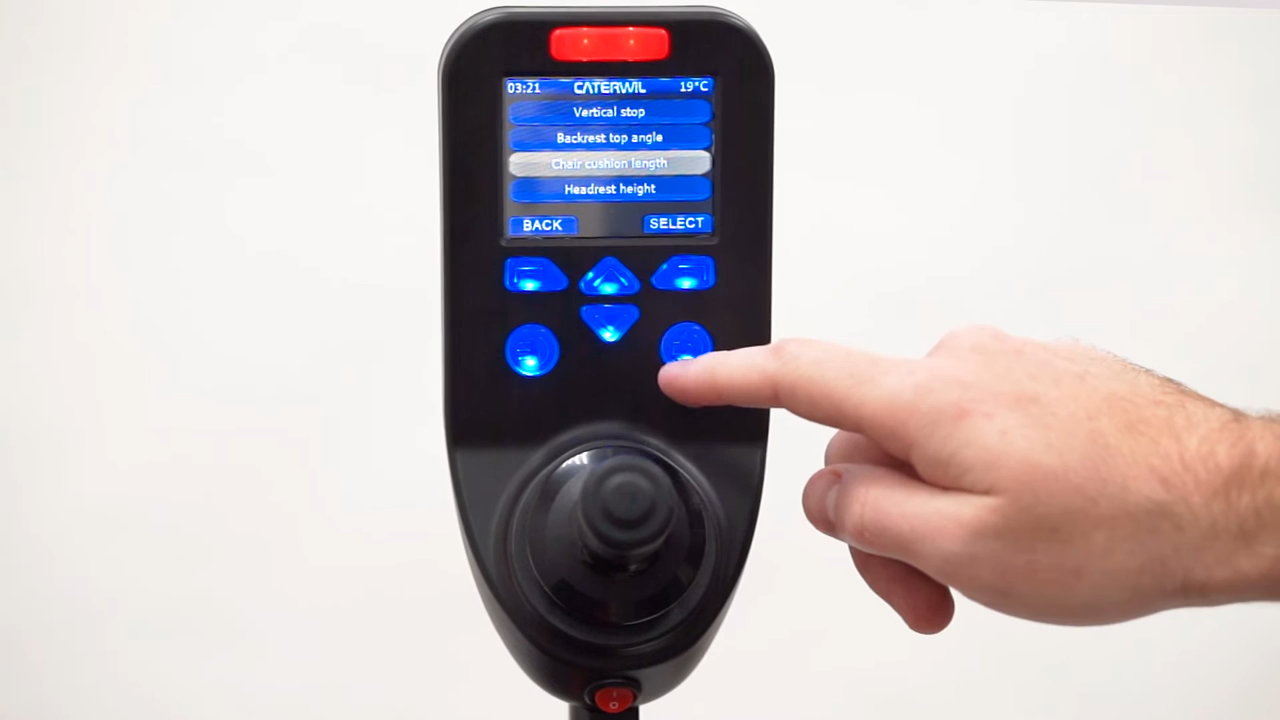 03:21 CATERWIL 19°C
Vertical stop
Backrest top angle
Chair cushion length
Headrest height
BACK SELECT